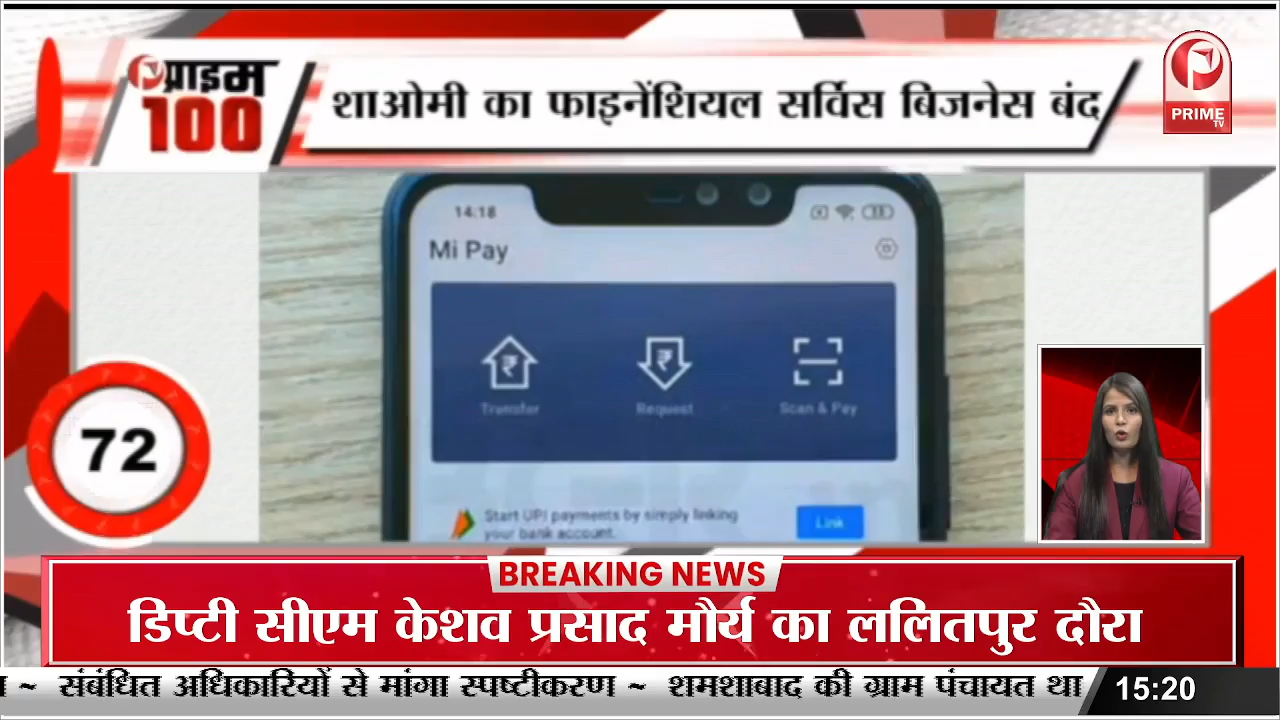 प्राइम
100
शाओमी का फाइनेंशियल सर्विस बिजनेस बंद
PRIME
TV
14:18
Mi Pay
Transfer
Request
Scan & Pay
72
Start UPI payments by simply linking
your bank account.
Link
BREAKING NEWS
डिप्टी सीएम केशव प्रसाद मौर्य का ललितपुर दौरा
~ संबंधित अधिकारियों से मांगा स्पष्टीकरण ~ शमशाबाद की ग्राम पंचायत था
15:20